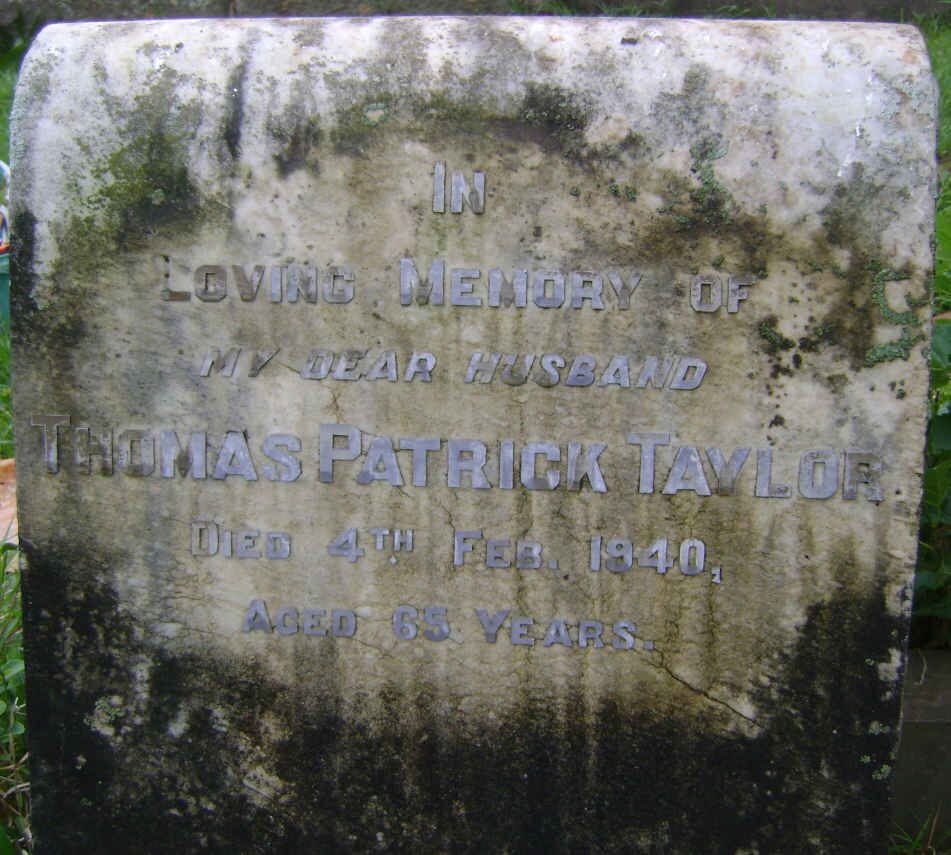 IN
LOVING MEMORY OF
MY DEAR HUSBAND
THOMAS PATRICK TAYLOR
DIED 4TH FEB. 1940,
AGED 65 YEARS.